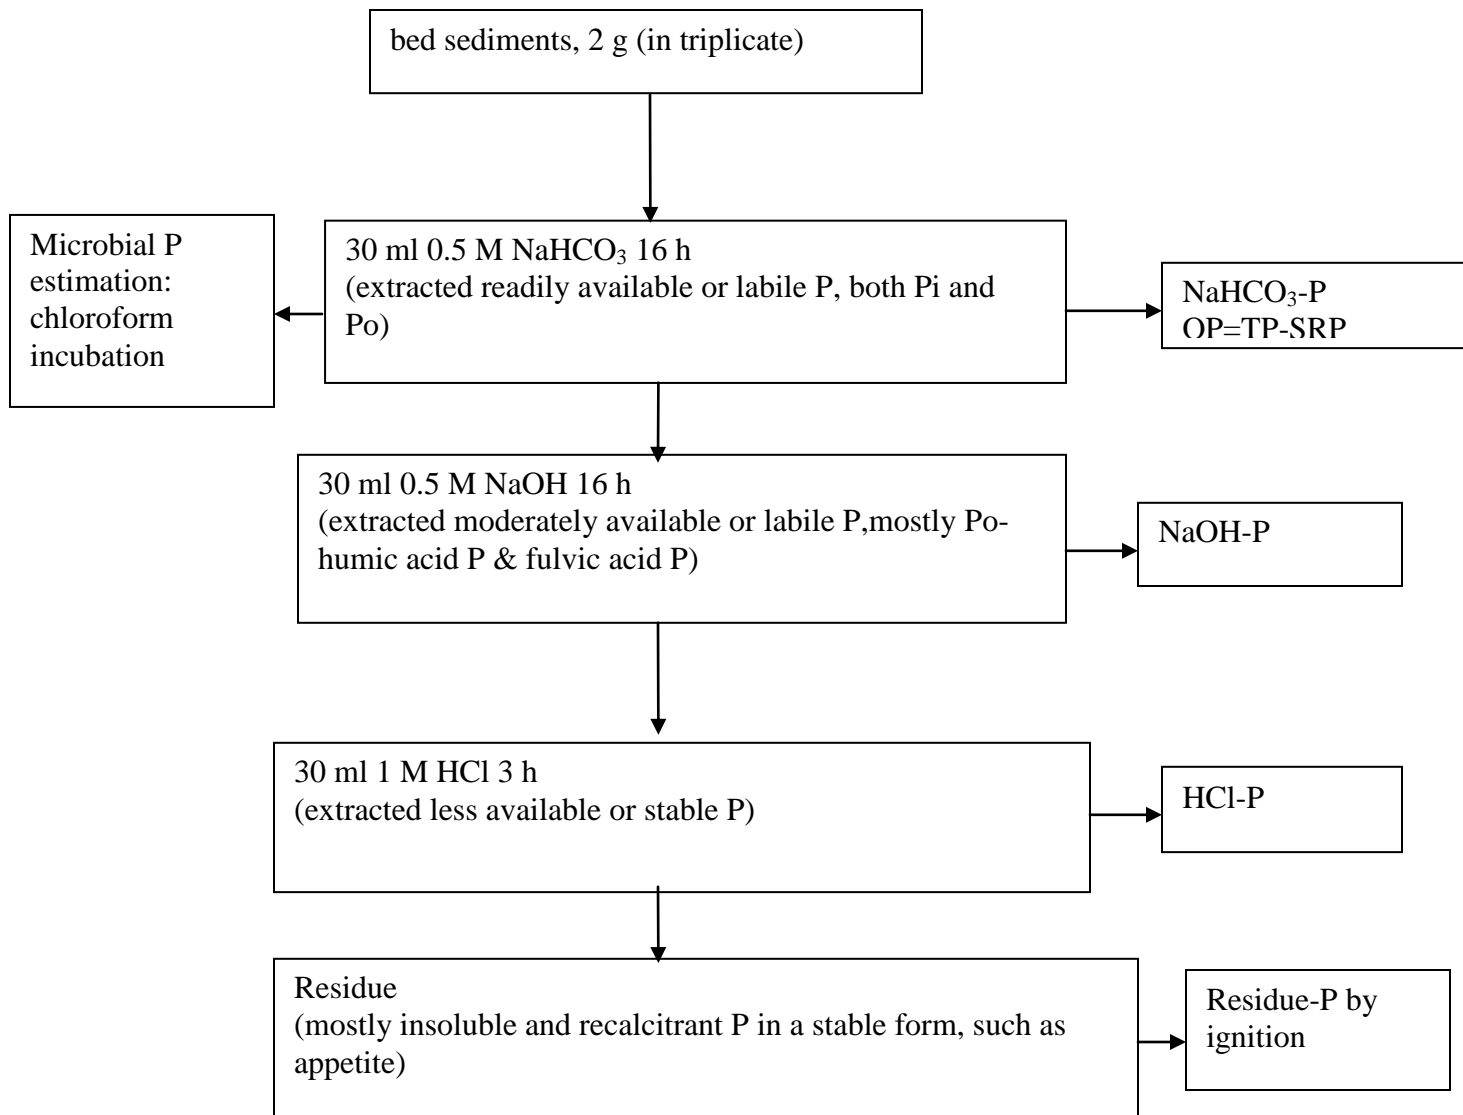 bed sediments, 2 g (in triplicate)
Microbial P
estimation:
chloroform
incubation
30 ml 0.5 M NaHCO₃ 16 h
(extracted readily available or labile P, both Pi and
Po)
NaHCO₃-P
OP=TP-SRP
30 ml 0.5 M NaOH 16 h
(extracted moderately available or labile P,mostly Po-
humic acid P & fulvic acid P)
NaOH-P
30 ml 1 M HCl 3 h
(extracted less available or stable P)
HCl-P
Residue
(mostly insoluble and recalcitrant P in a stable form, such as
appetite)
Residue-P by
ignition